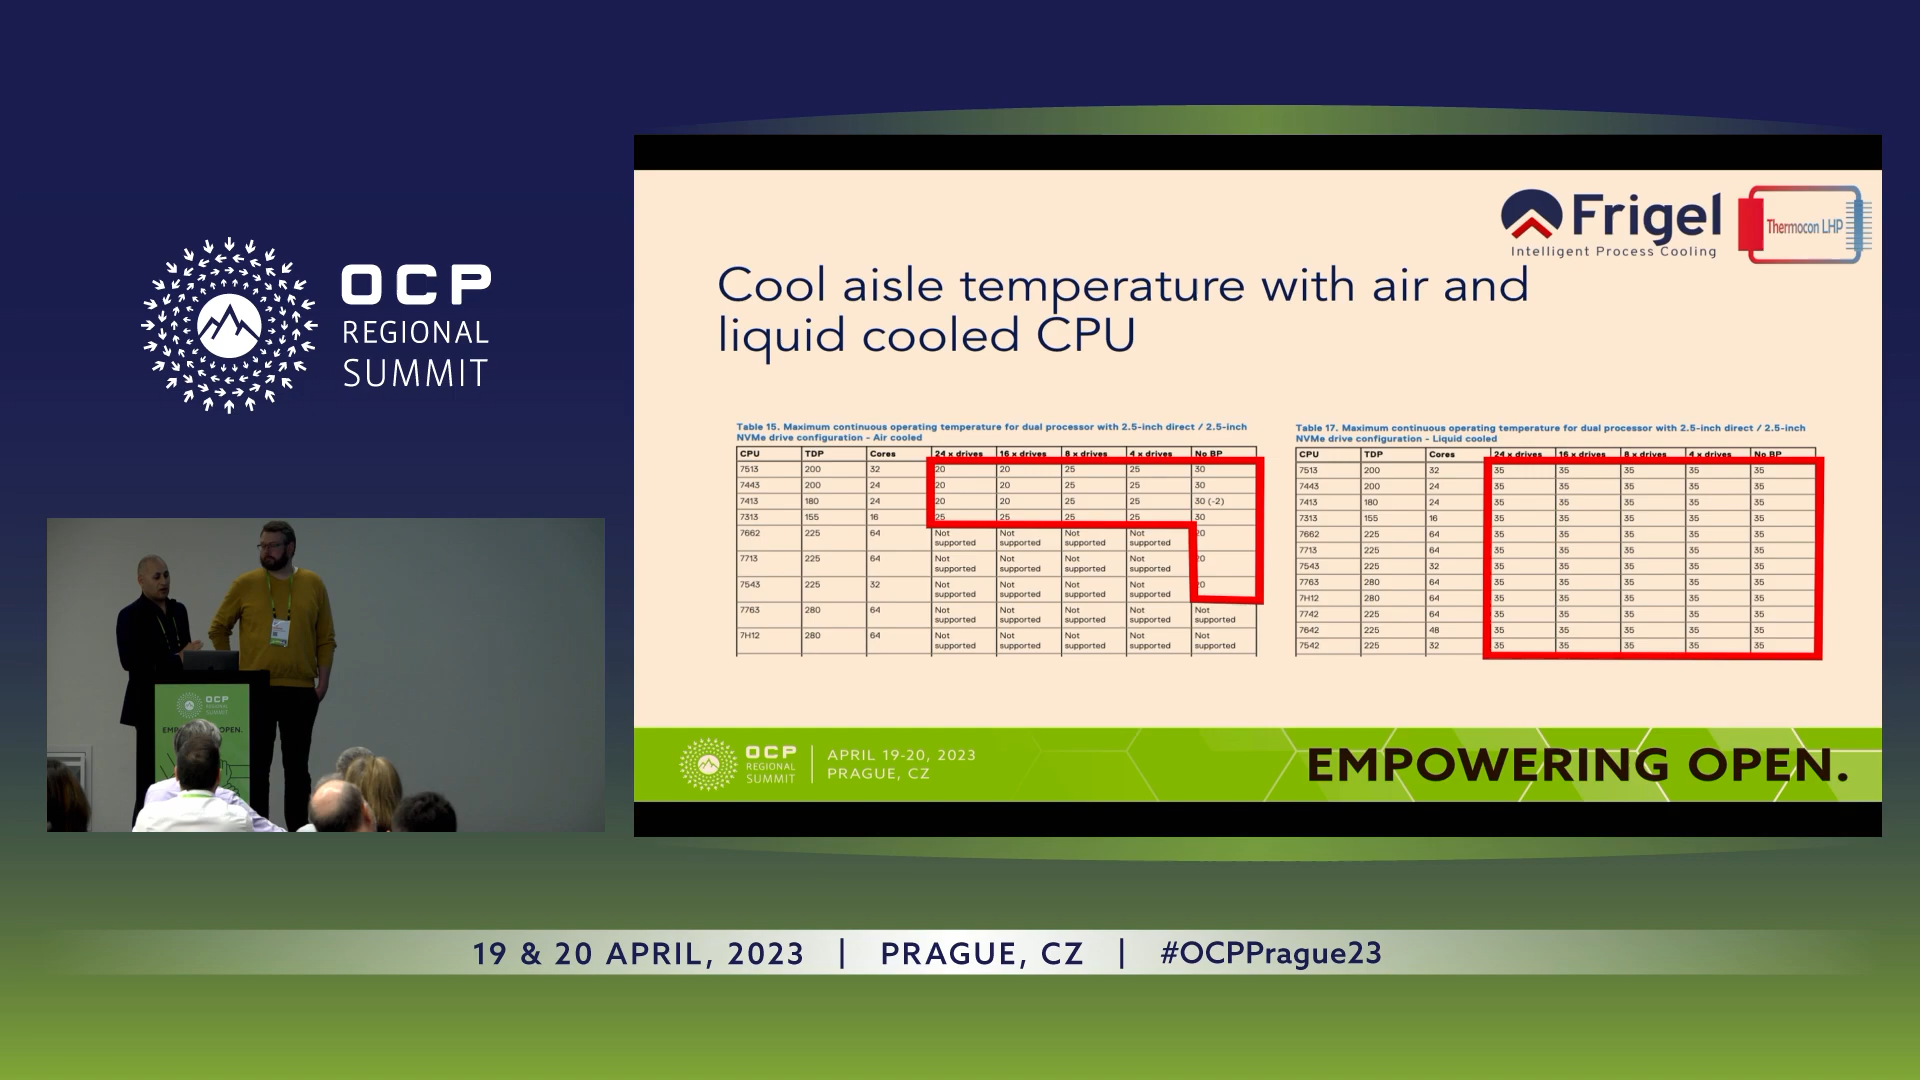 OCP
REGIONAL
SUMMIT
Frigel
Intelligent Process Cooling
Thermocon LHP
Cool aisle temperature with air and
liquid cooled CPU
Table 15. Maximum continuous operating temperature for dual processor with 2.5-inch direct / 2.5-inch
NVMe drive configuration - Air cooled
CPU TDP Cores 24 x drives 16 x drives 8 x drives 4 x drives No BP
7513 200 32 20 20 25 25 30
7443 200 24 20 20 25 25 30
7413 180 24 20 20 25 25 30 (-2)
7313 155 16 25 25 25 25 30
7662 225 64 Not supported Not supported Not supported Not supported
7713 225 64 Not supported Not supported Not supported Not supported
7543 225 32 Not supported Not supported Not supported Not supported
7763 280 64 Not supported Not supported Not supported Not supported Not supported
7H12 280 64 Not supported Not supported Not supported Not supported Not supported
Table 17. Maximum continuous operating temperature for dual processor with 2.5-inch direct / 2.5-inch
NVMe drive configuration - Liquid cooled
CPU TDP Cores 24 x drives 16 x drives 8 x drives 4 x drives No BP
7513 200 32 35 35 35 35 35
7443 200 24 35 35 35 35 35
7413 180 24 35 35 35 35 35
7313 155 16 35 35 35 35 35
7662 225 64 35 35 35 35 35
7713 225 64 35 35 35 35 35
7543 225 32 35 35 35 35 35
7763 280 64 35 35 35 35 35
7H12 280 64 35 35 35 35 35
7742 225 64 35 35 35 35 35
7642 225 48 35 35 35 35 35
7542 225 32 35 35 35 35 35
OCP
REGIONAL
SUMMIT
APRIL 19-20, 2023
PRAGUE, CZ
EMPOWERING OPEN.
OCP
REGIONAL
SUMMIT
OPEN.
19 & 20 APRIL, 2023 | PRAGUE, CZ | #OCPPrague23